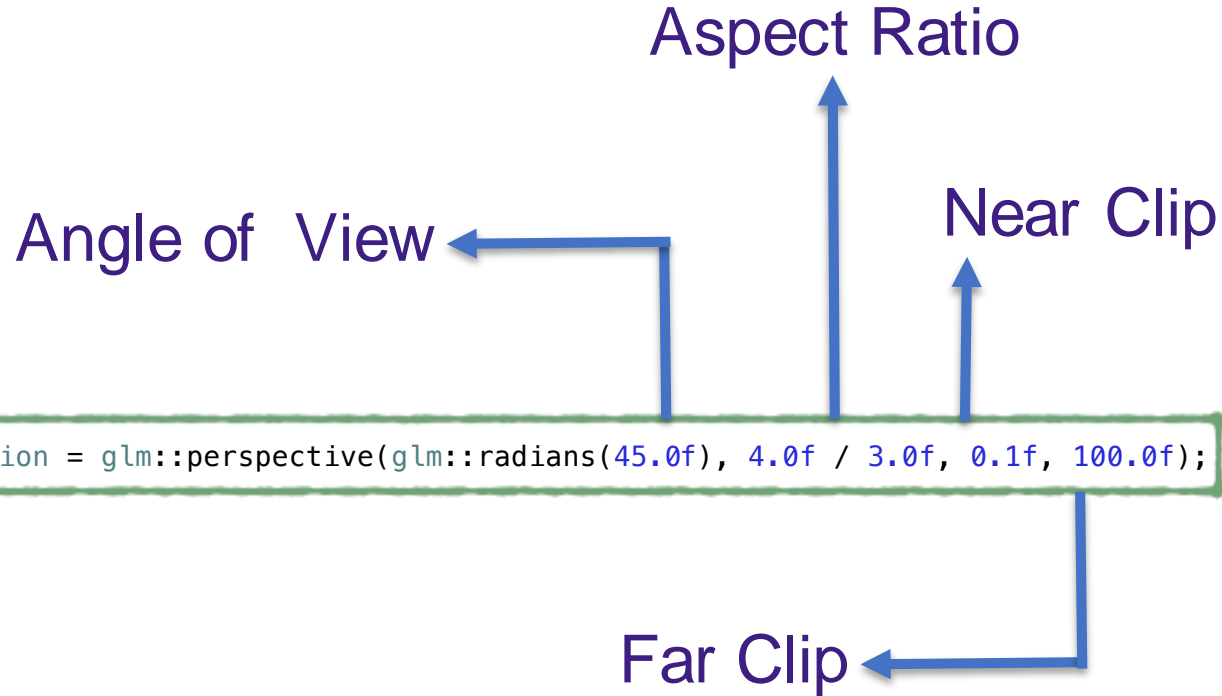 Aspect Ratio
Near Clip
Angle of View
ion = glm::perspective(glm::radians(45.0f), 4.0f / 3.0f, 0.1f, 100.0f);
Far Clip